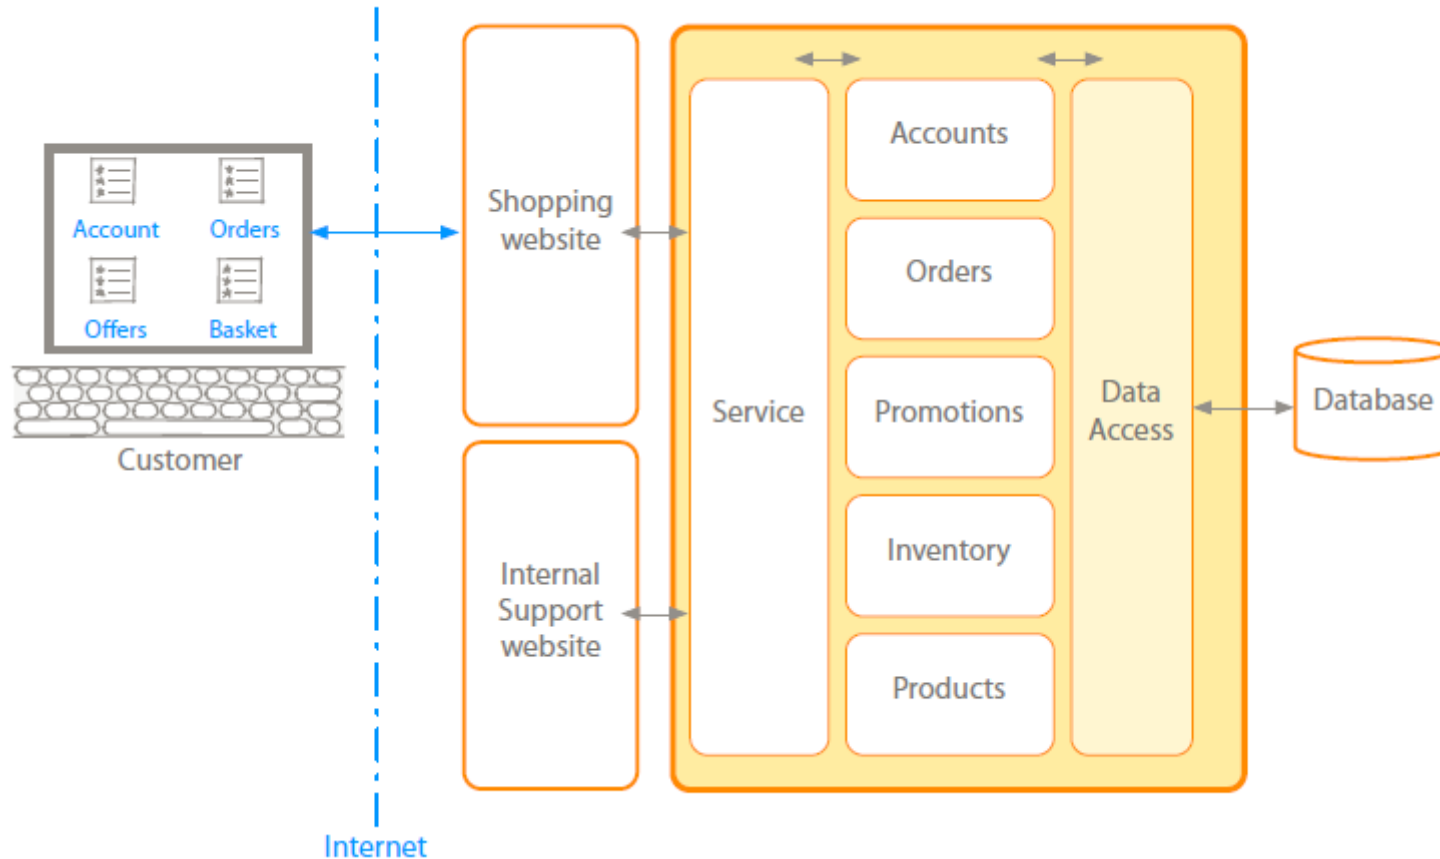 Account
Orders
Offers
Basket
Customer
Internet
Shopping
website
Internal
Support
website
Service
Accounts
Orders
Promotions
Inventory
Products
Data
Access
Database